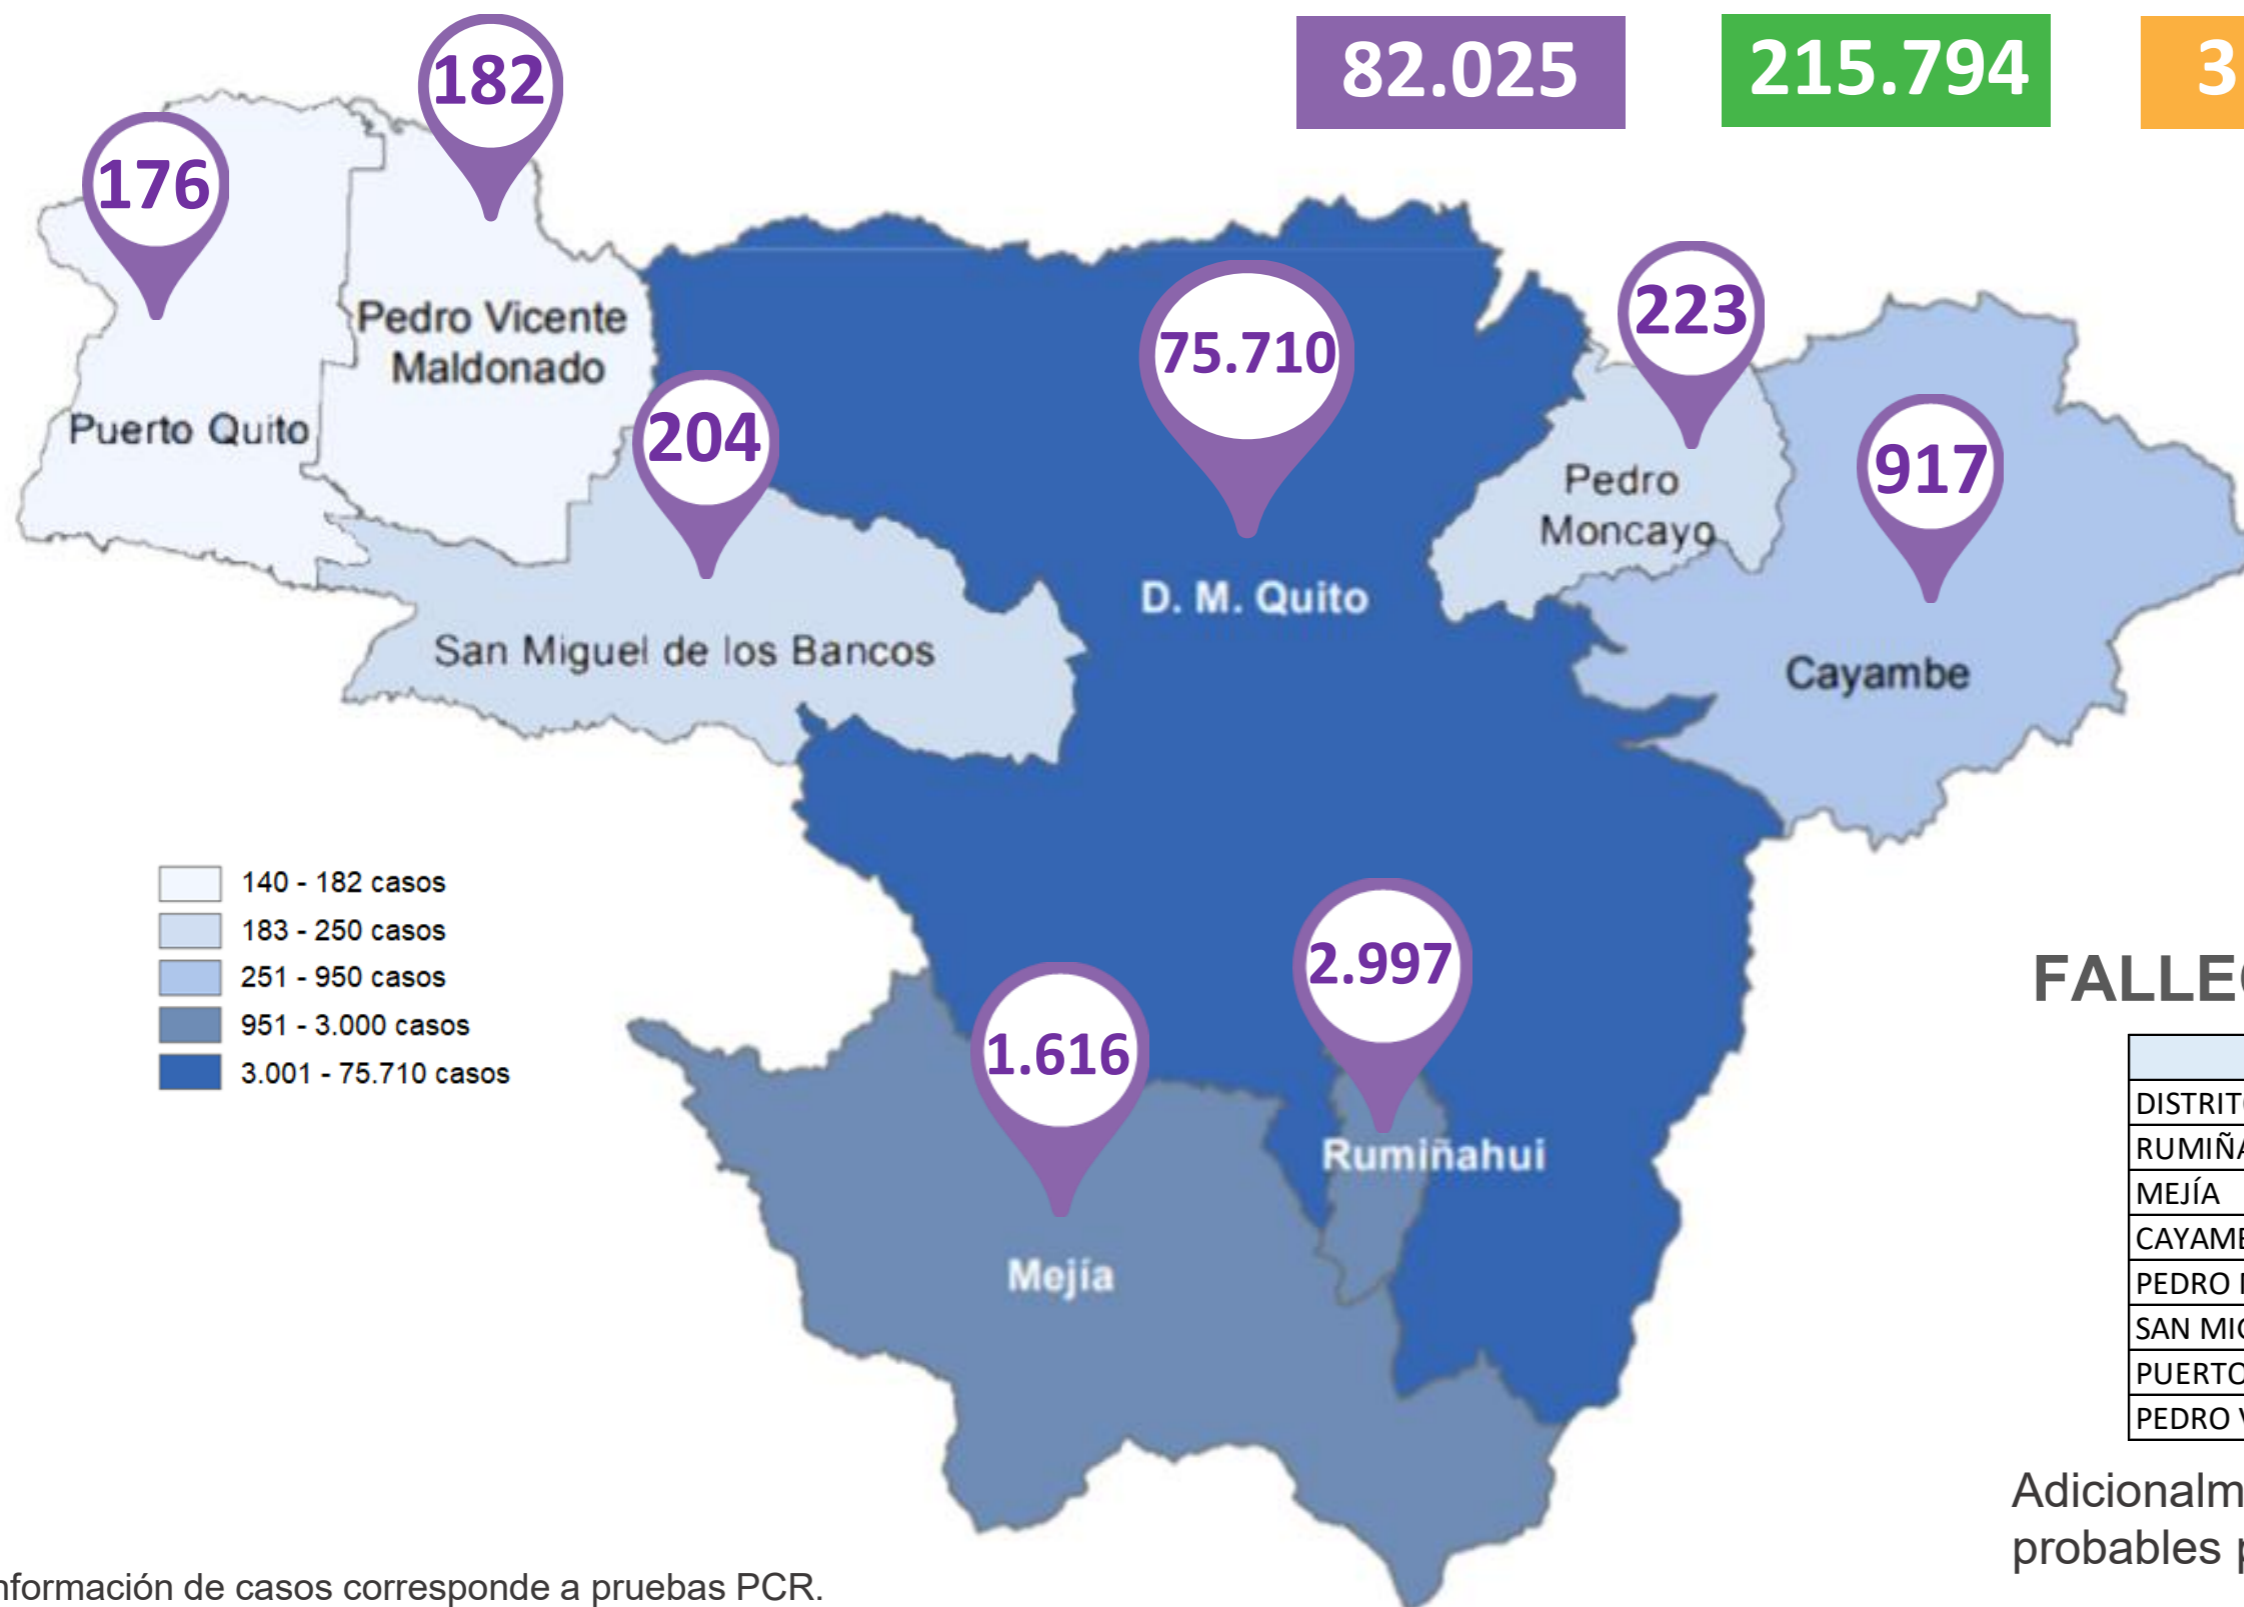 82.025
215.794
3
182
176
Pedro Vicente
Maldonado
Puerto Quito
204
75.710
223
917
Pedro
Moncayo
D. M. Quito
San Miguel de los Bancos
Cayambe
140 - 182 casos
183 - 250 casos
251 - 950 casos
951 - 3.000 casos
3.001 - 75.710 casos
2.997
1.616
Rumiñahui
Mejía
FALLE
DISTRIT
RUMIÑA
MEJÍA
CAYAMB
PEDRO
SAN MIG
PUERTO
PEDRO V
Adicionalm
probables p
nformación de casos corresponde a pruebas PCR.